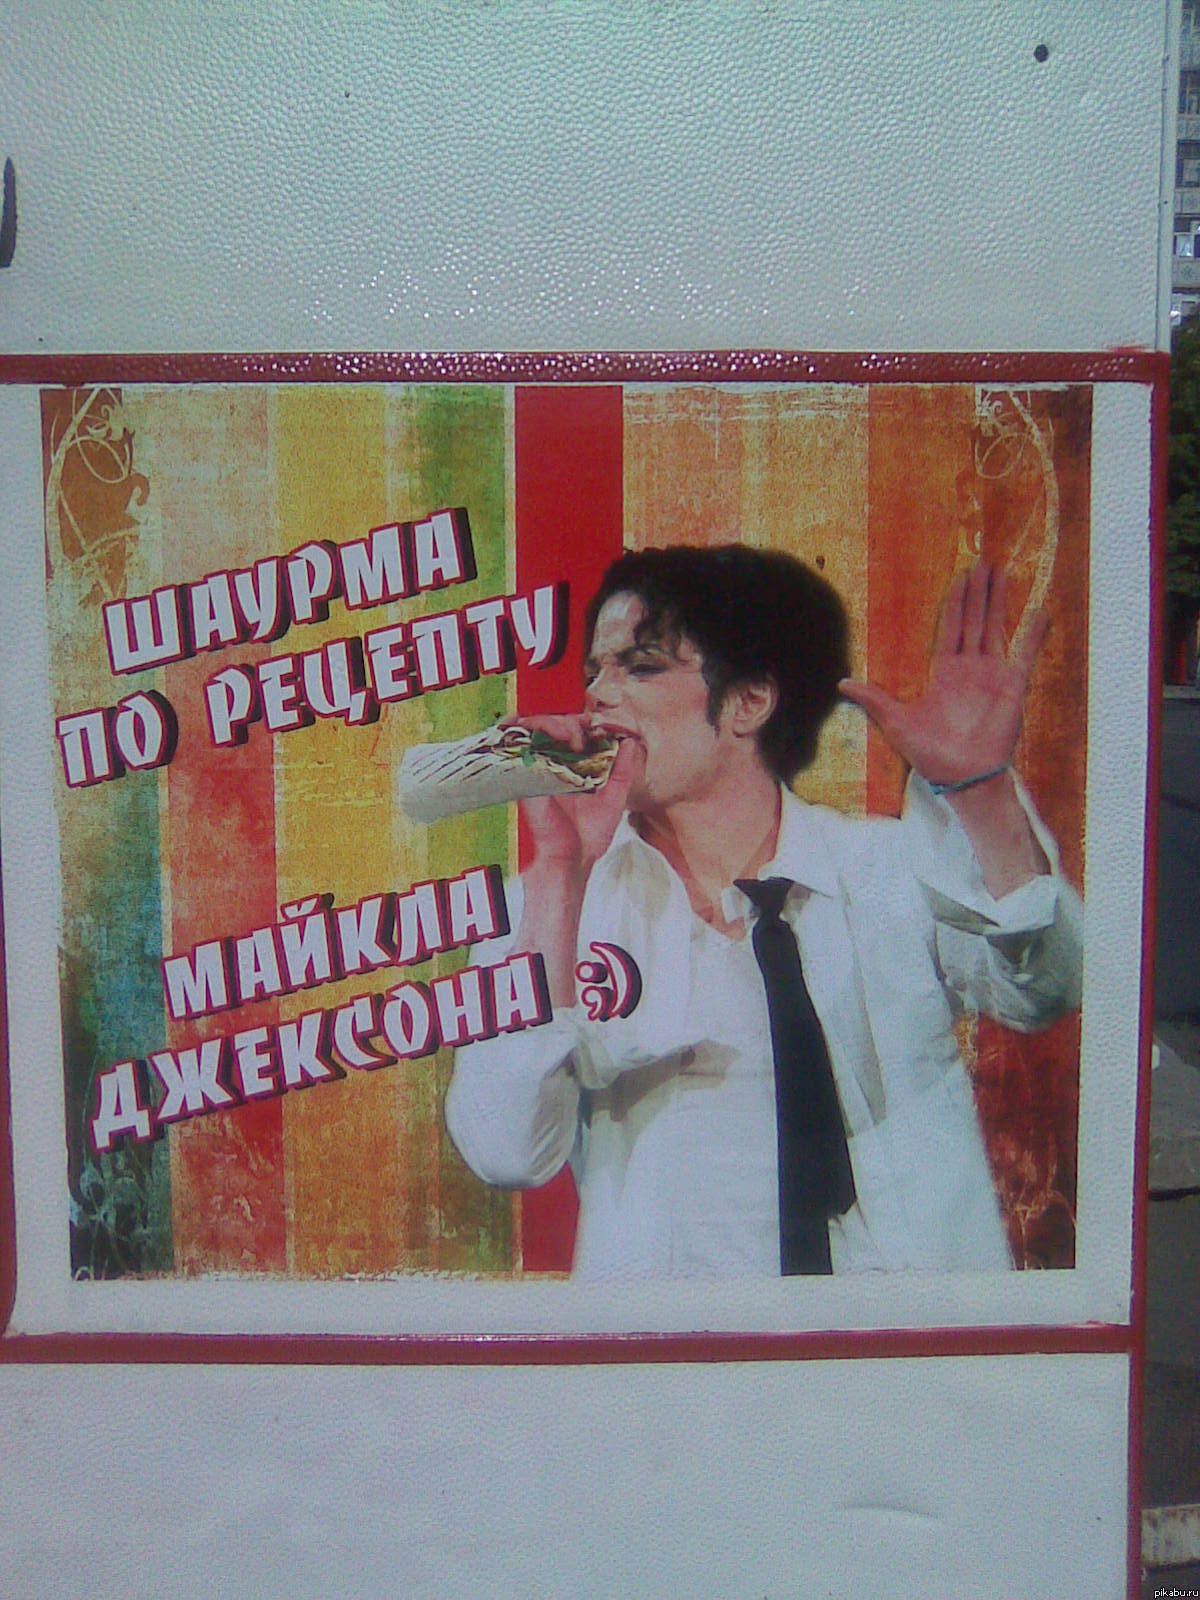 ШАУРМА
ПО РЕЦЕПТУ
МАЙКЛА
ДЖЕКСОНА ;)
pikabu.ru